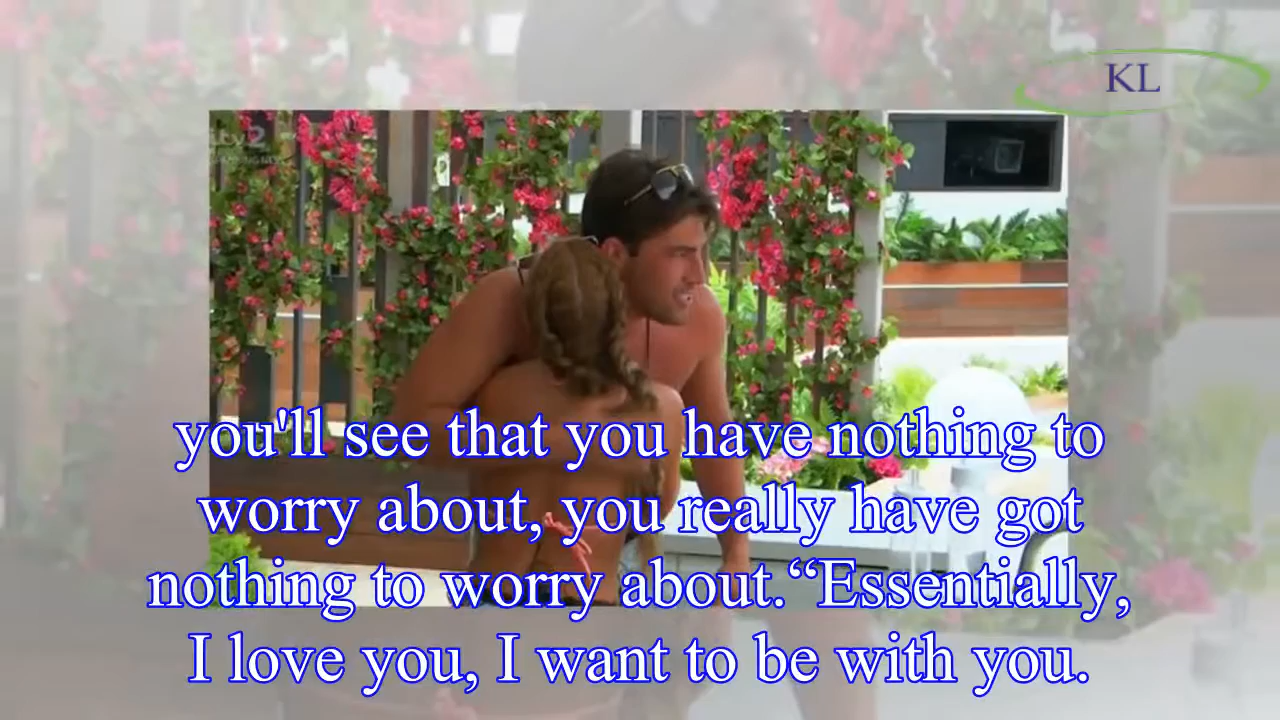 KL
itv2
you'll see that you have nothing to
worry about, you really have got
nothing to worry about.“Essentially,
I love you, I want to be with you.